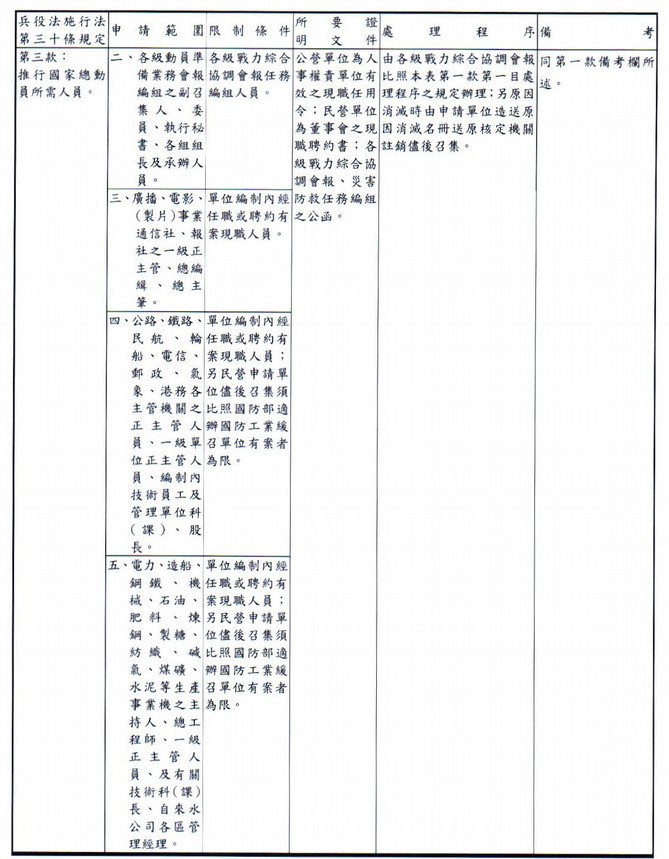 兵役法施行法
第三十條規定
申請範圍
限制條件
所要證
明文件
處理程序
備考
第三款：
推行國家總動
員所需人員。
二、各級動員準
備業務會報
編組之副召
集人、委
員、執行秘
書、各組組
長及承辦人
員。
各級戰力綜合
協調會報任務
編組人員。
公營單位為人
事權責單位有
效之現職任用
令；民營單位
為董事會之現
職聘約書；各
級戰力綜合協
調會報、災害
防救任務編組
之公函。
由各級戰力綜合協調會報
比照本表第一款第一目處
理程序之規定辦理；另原因
消滅時由申請單位造送原
因消滅名冊送原核定機關
註銷儘後召集。
同第一款備考欄所
述。
三、廣播、電影、
(製片)事業
通信社、報
社之一級正
主管、總編
緝、總主
筆。
單位編制內經
任職或聘約有
案現職人員。
四、公路、鐵路、
民航、輪
船、電信、
郵政、氣
象、港務各
主管機關之
正主管人
員、一級單
位正主管人
員、編制內
技術員工及
管理單位科
(課)、股
長。
單位編制內經
任職或聘約有
案現職人員；
另民營申請單
位儘後召集須
比照國防部適
辦國防工業緩
召單位有案者
為限。
五、電力、造船、
鋼鐵、機
械、石油、
肥料、煉
鋼、製糖、
紡織、碱
氣、煤礦、
水泥等生產
事業機之主
持人、總工
程師、一級
正主管人
員、及有關
技術科(課)
長、自來水
公司各區管
理經理。
單位編制內經
任職或聘約有
案現職人員；
另民營申請單
位儘後召集須
比照國防部適
辦國防工業緩
召單位有案者
為限。